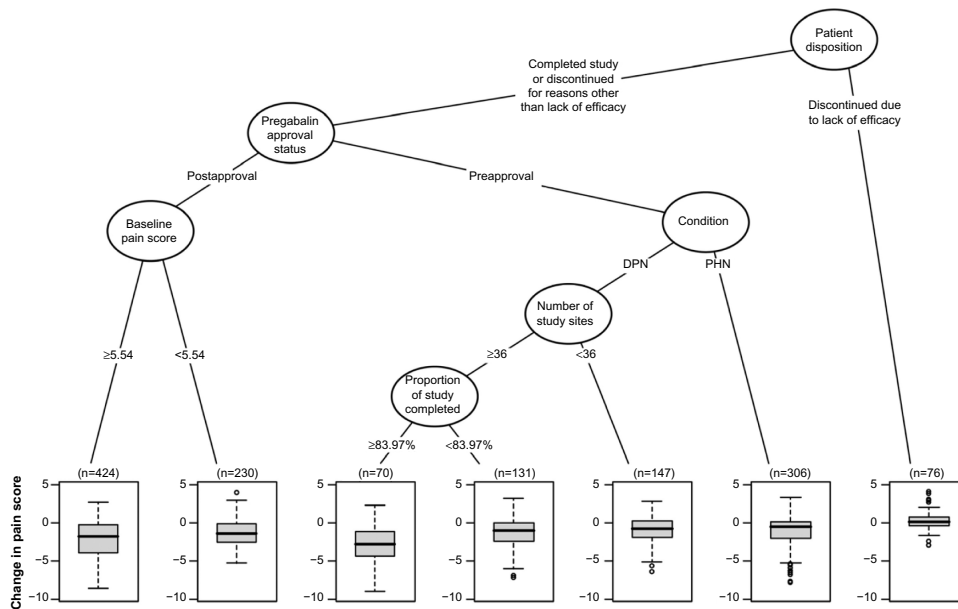 Patient
disposition
Completed study
or discontinued
for reasons other
than lack of efficacy
Discontinued due
to lack of efficacy
Pregabalin
approval
status
Postapproval
Preapproval
Baseline
pain score
Condition
DPN
PHN
Number of
study sites
≥5.54
<5.54
≥36
<36
Proportion
of study
completed
≥83.97%
<83.97%
(n=424)
(n=230)
(n=70)
(n=131)
(n=147)
(n=306)
(n=76)
Change in pain score
5
0
−5
−10
5
0
−5
−10
5
0
−5
−10
5
0
−5
−10
5
0
−5
−10
5
0
−5
−10
5
0
−5
−10